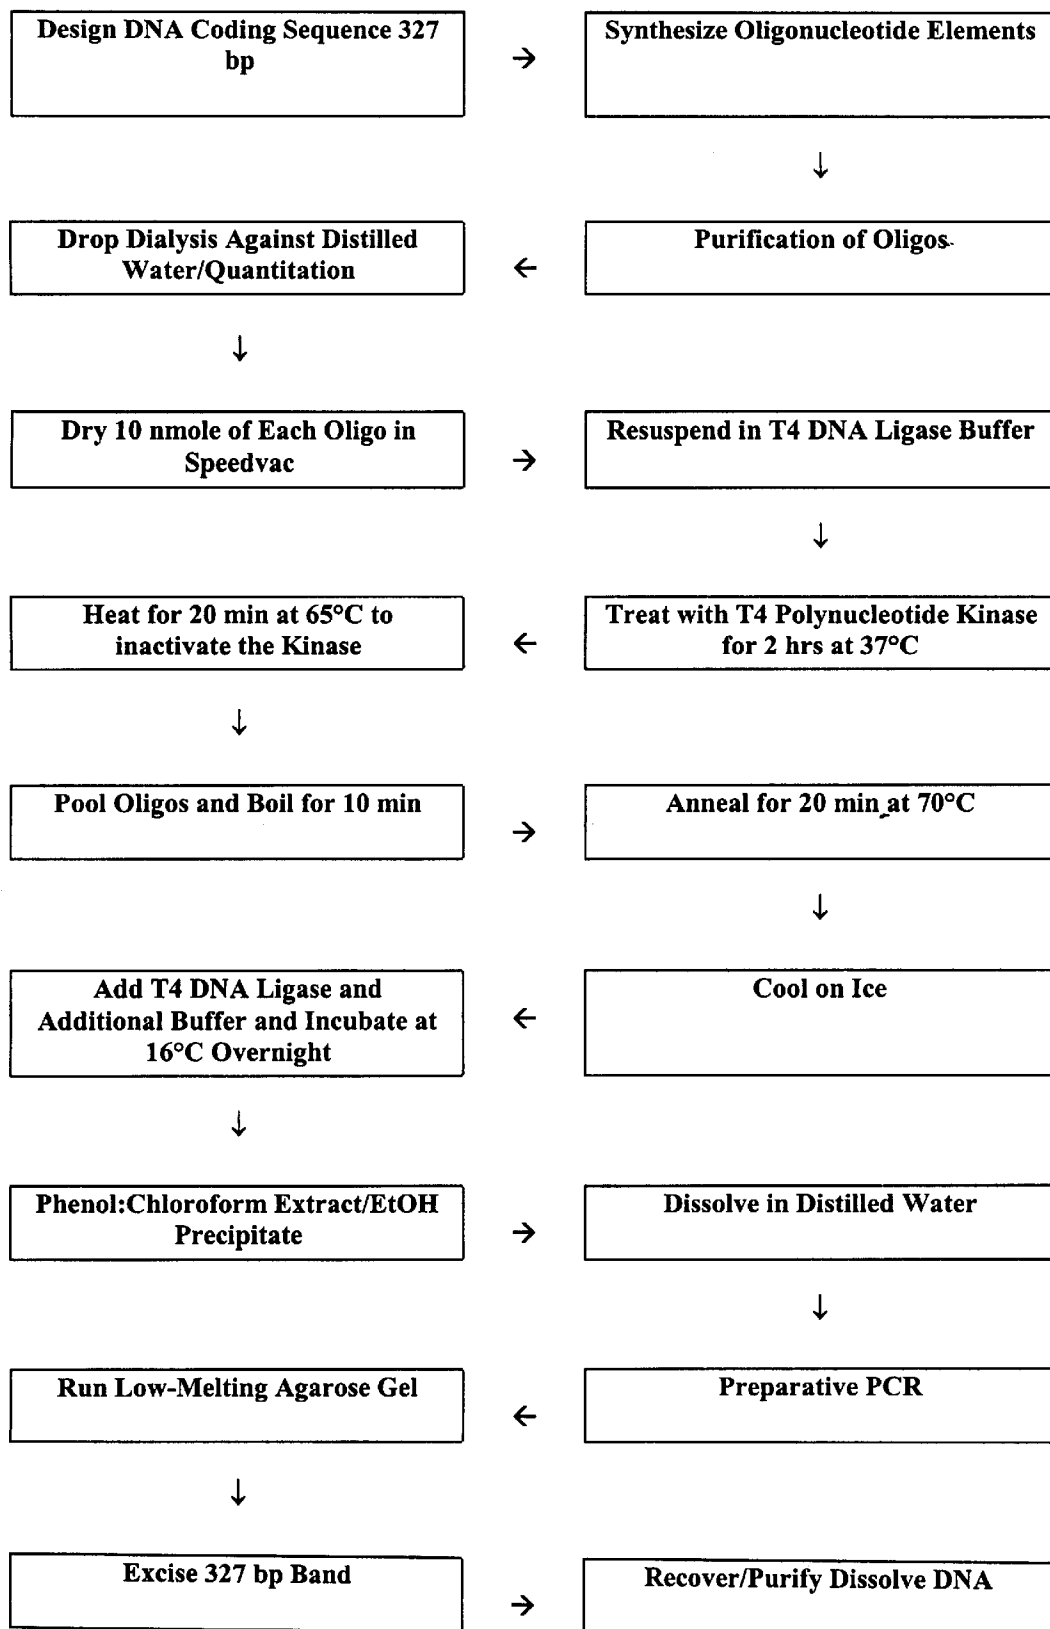 Design DNA Coding Sequence 327
bp
→
Synthesize Oligonucleotide Elements
↓
Purification of Oligos
←
Drop Dialysis Against Distilled
Water/Quantitation
↓
Dry 10 nmole of Each Oligo in
Speedvac
→
Resuspend in T4 DNA Ligase Buffer
↓
Treat with T4 Polynucleotide Kinase
for 2 hrs at 37°C
←
Heat for 20 min at 65°C to
inactivate the Kinase
↓
Pool Oligos and Boil for 10 min
→
Anneal for 20 min at 70°C
↓
Cool on Ice
←
Add T4 DNA Ligase and
Additional Buffer and Incubate at
16°C Overnight
↓
Phenol:Chloroform Extract/EtOH
Precipitate
→
Dissolve in Distilled Water
↓
Preparative PCR
←
Run Low-Melting Agarose Gel
↓
Excise 327 bp Band
→
Recover/Purify Dissolve DNA